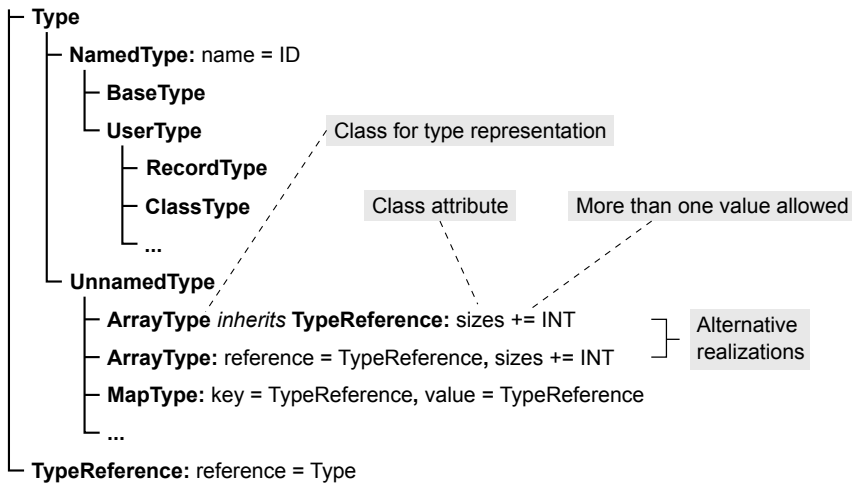 Type
NamedType: name = ID
BaseType
UserType
Class for type representation
RecordType
ClassType
Class attribute
More than one value allowed
...
UnnamedType
ArrayType inherits TypeReference: sizes += INT
ArrayType: reference = TypeReference, sizes += INT
Alternative
realizations
MapType: key = TypeReference, value = TypeReference
...
TypeReference: reference = Type